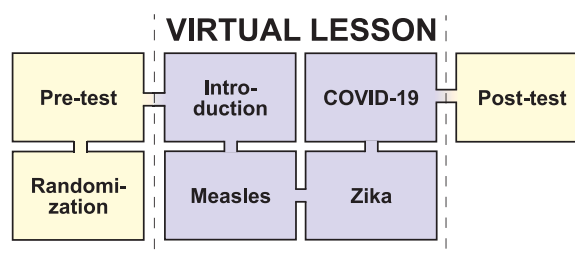 VIRTUAL LESSON
Pre-test
Intro-
duction
COVID-19
Post-test
Randomi-
zation
Measles
Zika